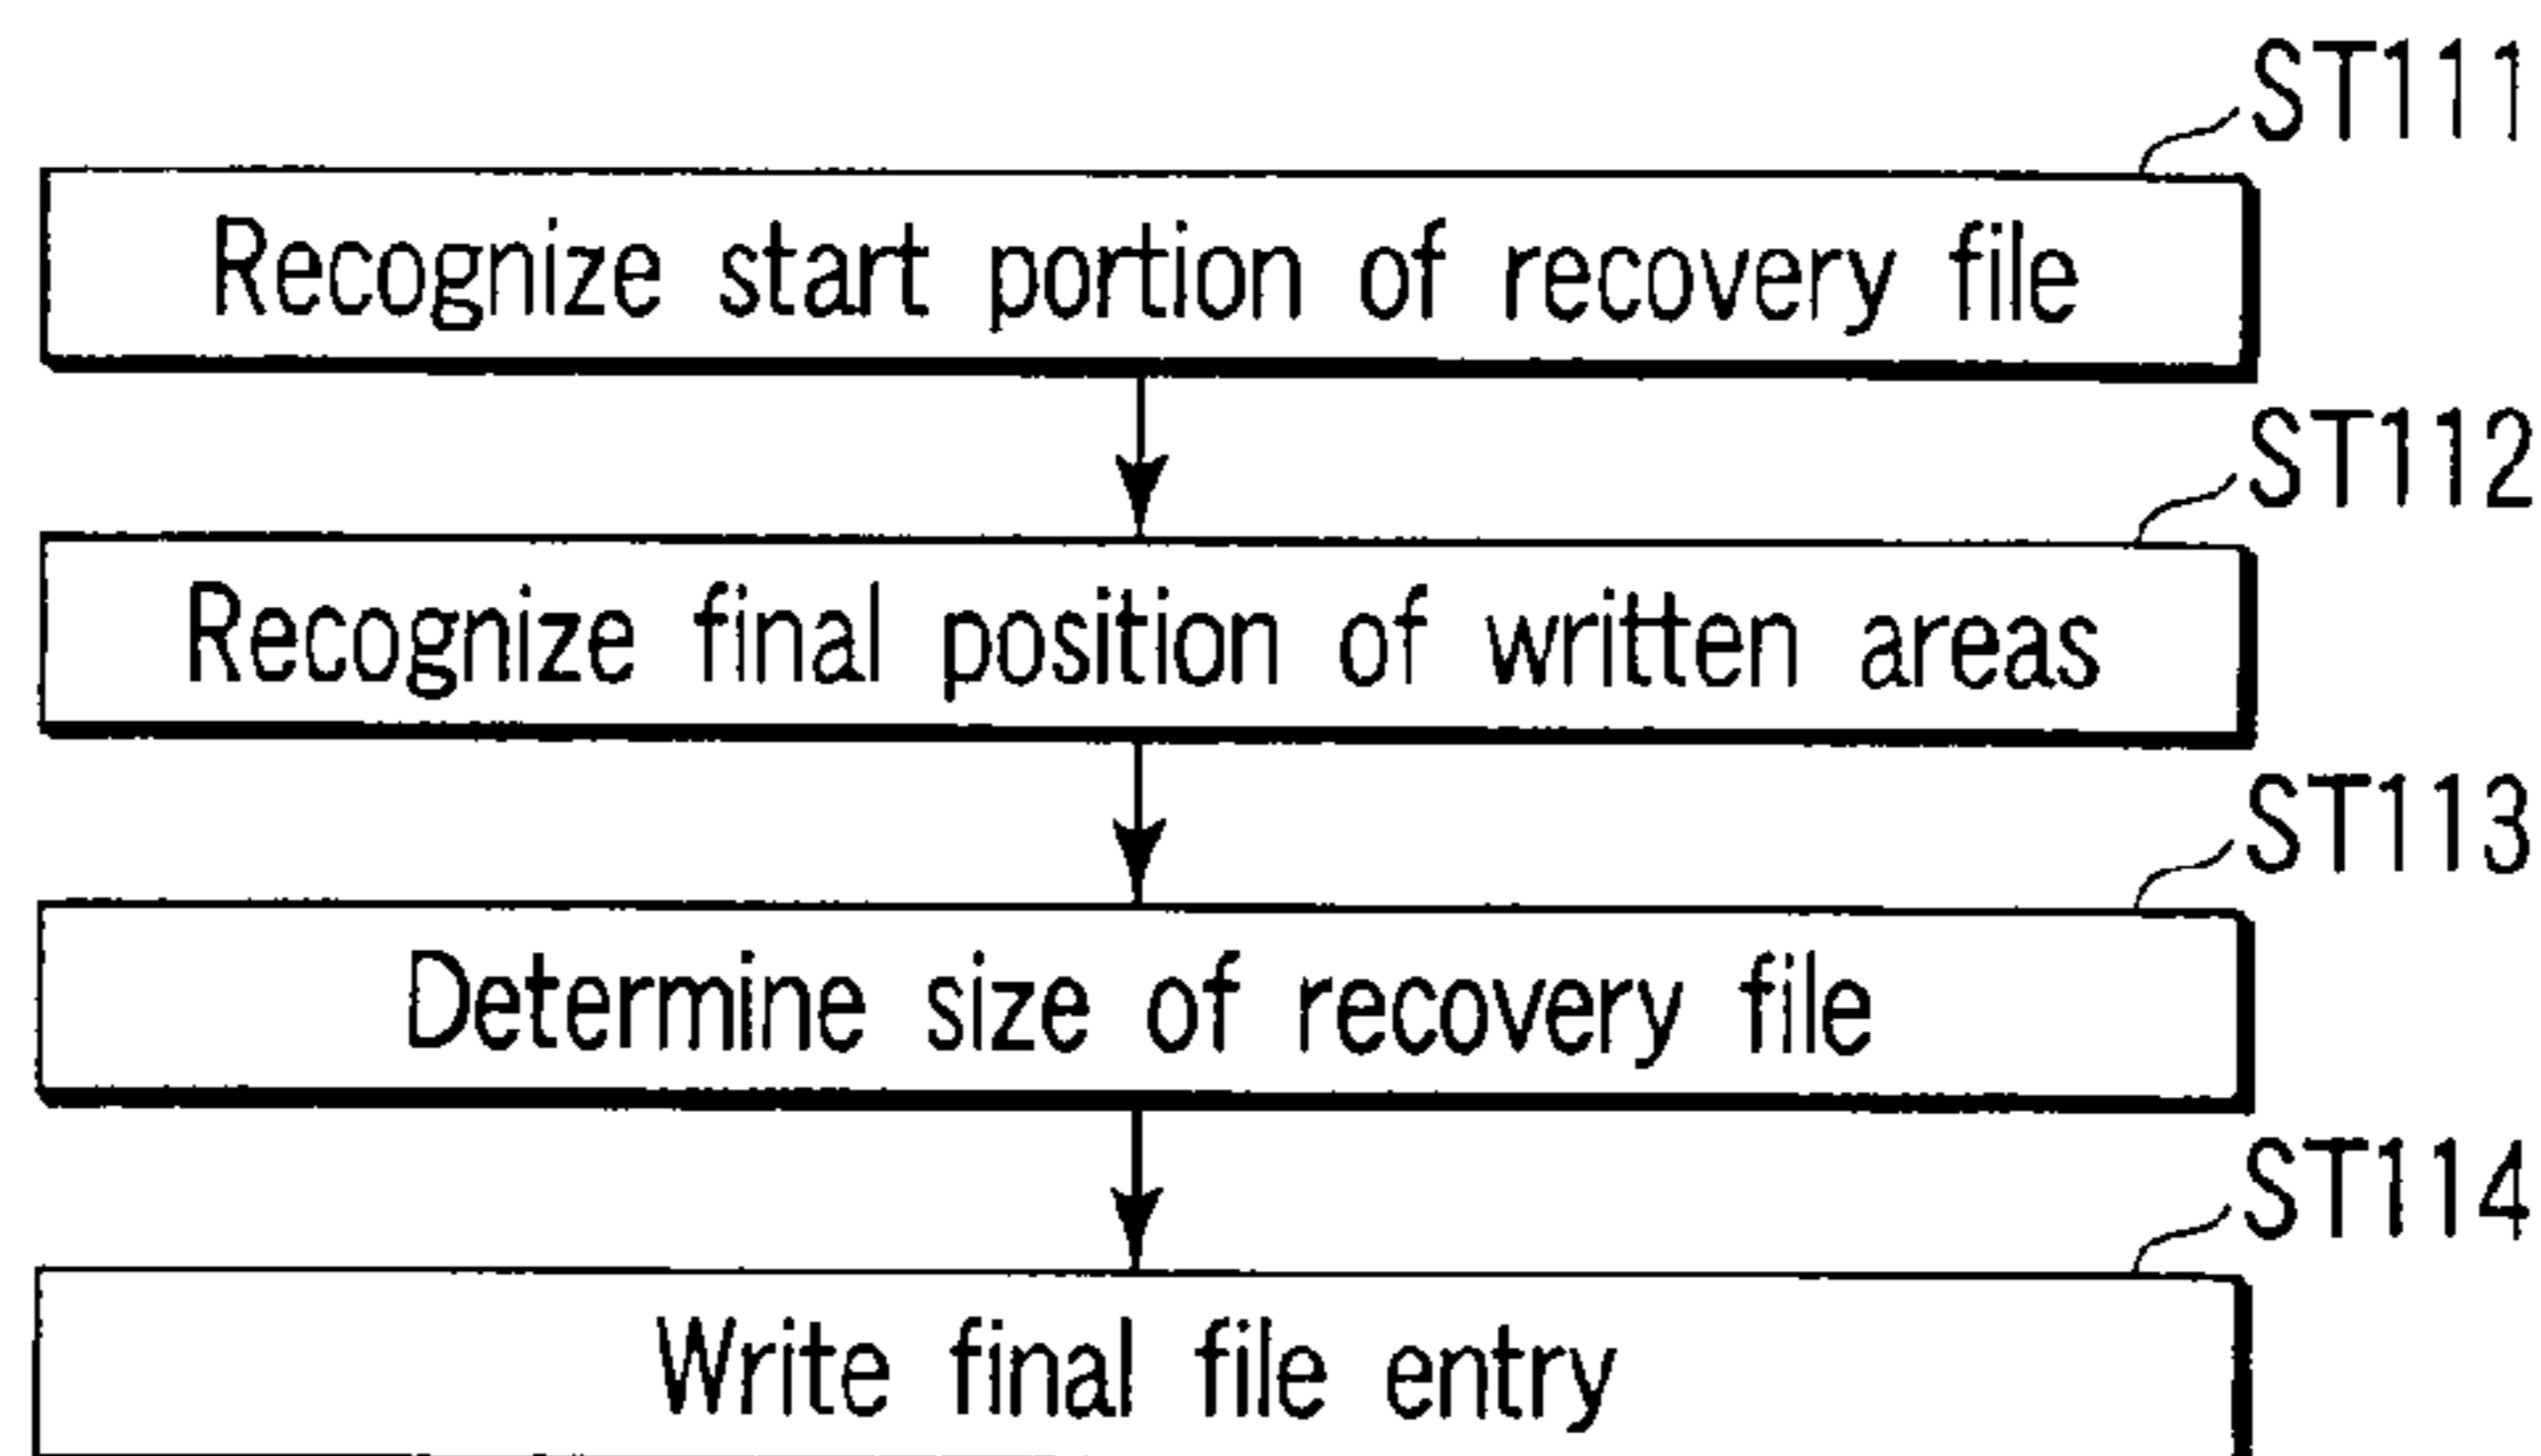 ST111
Recognize start portion of recovery file
ST112
Recognize final position of written areas
ST113
Determine size of recovery file
ST114
Write final file entry